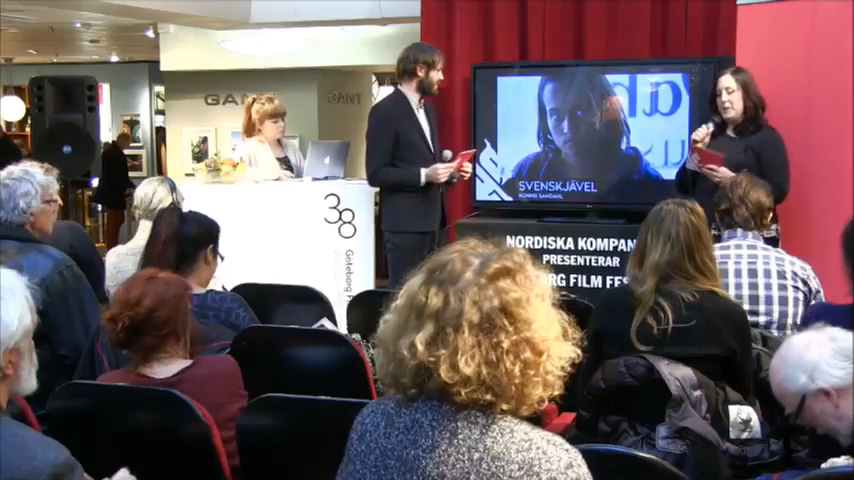 GANT
GANT
SVENSKJÄVEL
RONNIE SANDAHL
38
Göteborg
NORDISKA KOMPAN
PRESENTERAR
ORG FILM FES